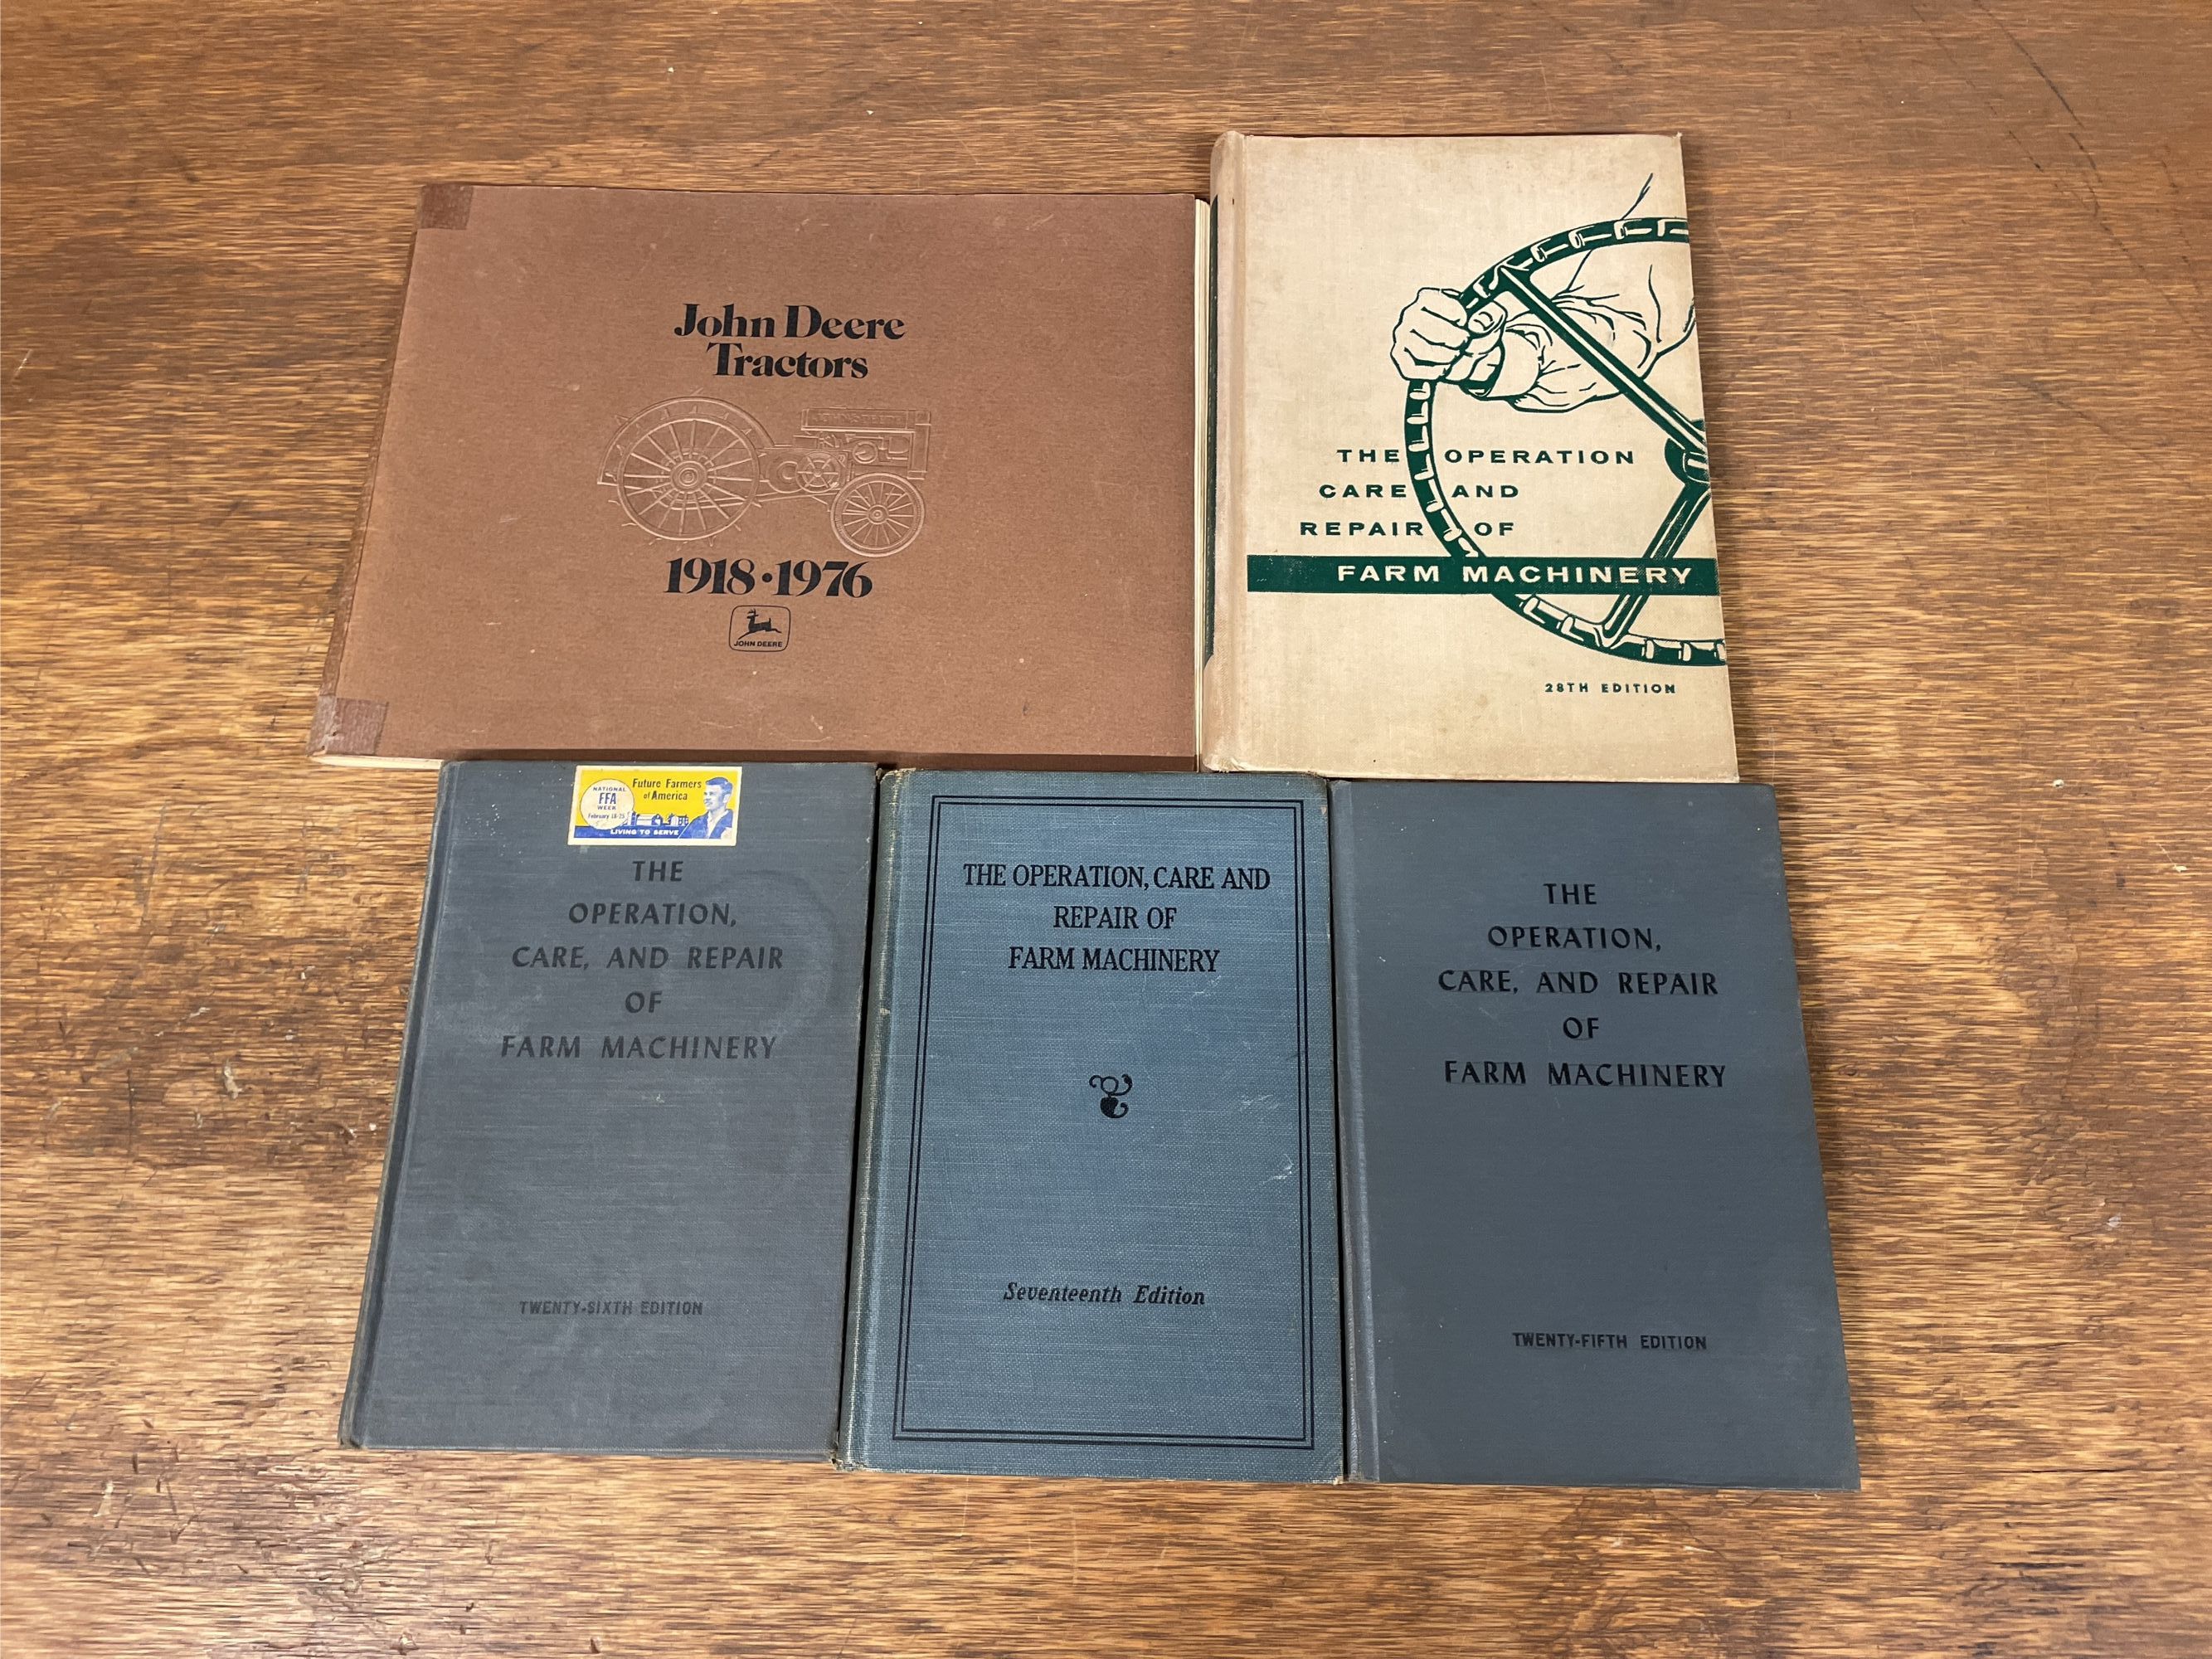 John Deere
Tractors
1918·1976
JOHN DEERE
THE OPERATION
CARE AND
REPAIR OF
FARM MACHINERY
28TH EDITION
NATIONAL
FFA
WEEK
February 18-25
Future Farmers
of America
LIVING TO SERVE
THE
OPERATION,
CARE, AND REPAIR
OF
FARM MACHINERY
TWENTY-SIXTH EDITION
THE OPERATION, CARE AND
REPAIR OF
FARM MACHINERY
Seventeenth Edition
THE
OPERATION,
CARE, AND REPAIR
OF
FARM MACHINERY
TWENTY-FIFTH EDITION